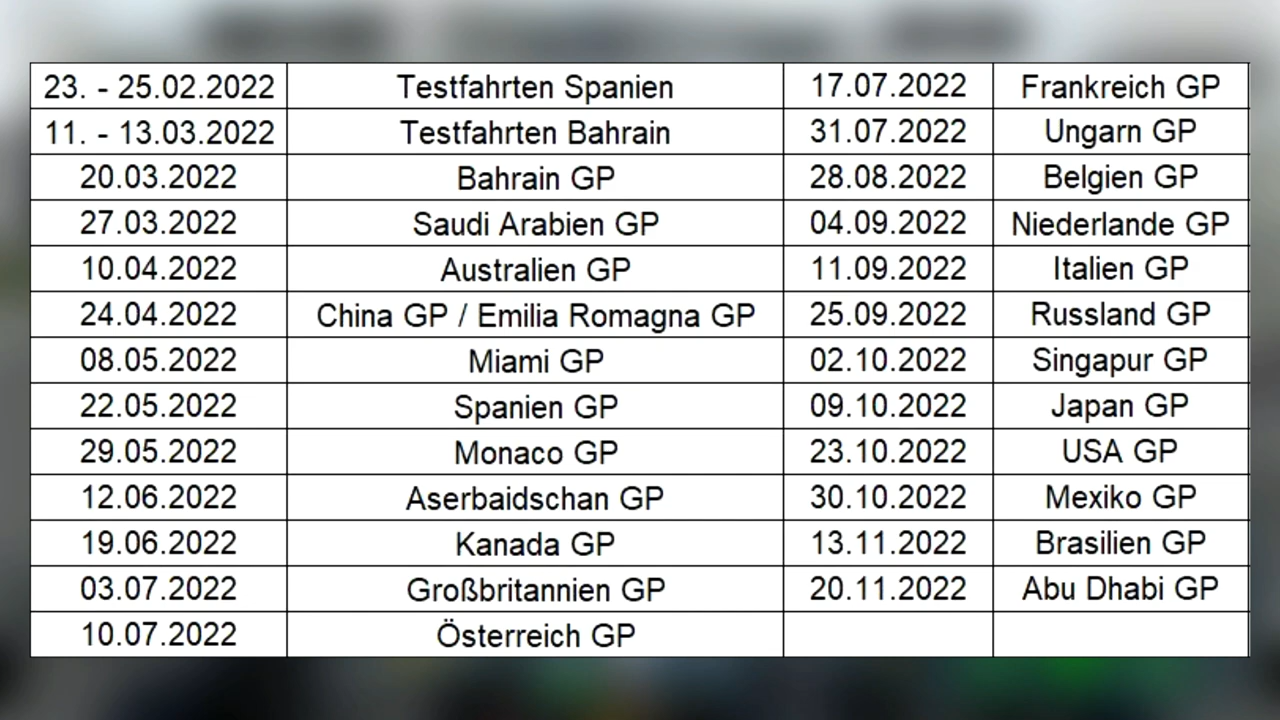 23. - 25.02.2022 Testfahrten Spanien 17.07.2022 Frankreich GP
11. - 13.03.2022 Testfahrten Bahrain 31.07.2022 Ungarn GP
20.03.2022 Bahrain GP 28.08.2022 Belgien GP
27.03.2022 Saudi Arabien GP 04.09.2022 Niederlande GP
10.04.2022 Australien GP 11.09.2022 Italien GP
24.04.2022 China GP / Emilia Romagna GP 25.09.2022 Russland GP
08.05.2022 Miami GP 02.10.2022 Singapur GP
22.05.2022 Spanien GP 09.10.2022 Japan GP
29.05.2022 Monaco GP 23.10.2022 USA GP
12.06.2022 Aserbaidschan GP 30.10.2022 Mexiko GP
19.06.2022 Kanada GP 13.11.2022 Brasilien GP
03.07.2022 Großbritannien GP 20.11.2022 Abu Dhabi GP
10.07.2022 Österreich GP